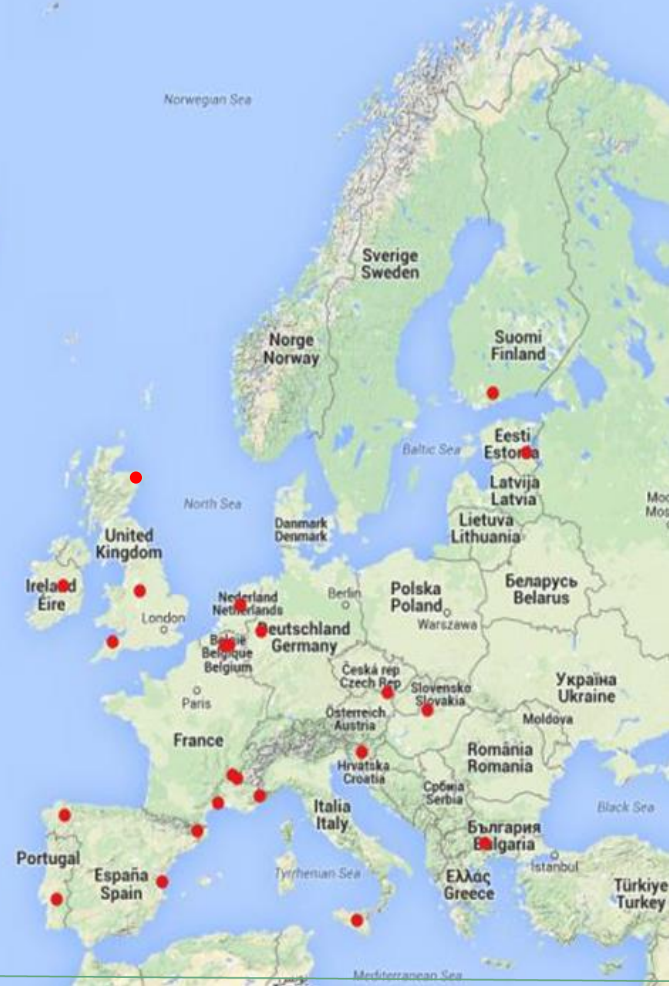 Norwegian Sea
Sverige
Sweden
Norge
Norway
Suomi
Finland
Baltic Sea
Eesti
Estonia
Latvija
Latvia
Mos
North Sea
Danmark
Denmark
Lietuva
Lithuania
United
Kingdom
Ireland
Éire
London
Nederland
Netherlands
Berlin
Polska
Poland
Warszawa
Беларусь
Belarus
Deutschland
Germany
België
Belgique
Belgium
Česká rep
Czech Rep
Slovensko
Slovakia
Україна
Ukraine
Paris
Österreich
Austria
Moldova
France
Hrvatska
Croatia
România
Romania
Србија
Serbia
Italia
Italy
Black Sea
България
Bulgaria
Istanbul
Portugal
España
Spain
Tyrrhenian Sea
Ελλάς
Greece
Türkiye
Turkey
Mediterranean Sea